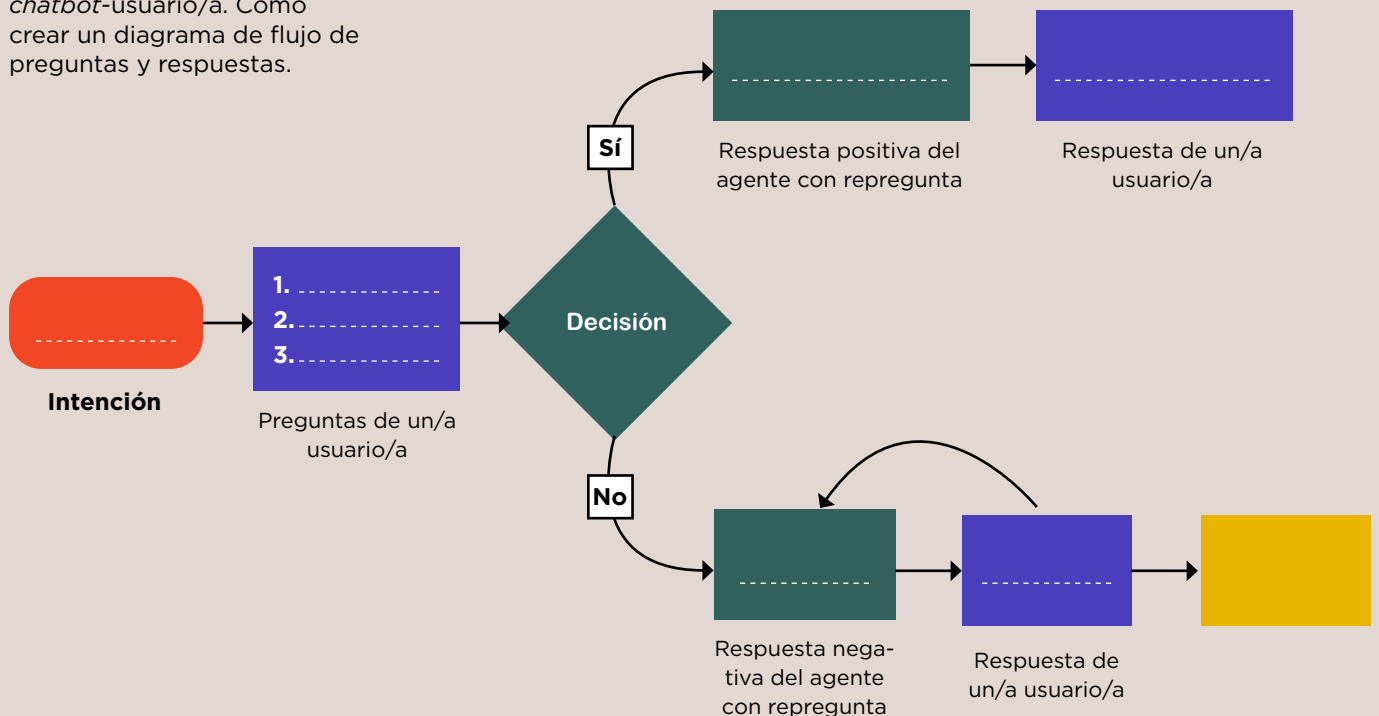 chatbot-usuario/a. Cómo
crear un diagrama de flujo de
preguntas y respuestas.
Sí
Respuesta positiva del
agente con repregunta
Respuesta de un/a
usuario/a
1.
2.
3.
Decisión
Intención
Preguntas de un/a
usuario/a
No
Respuesta nega-
tiva del agente
con repregunta
Respuesta de
un/a usuario/a